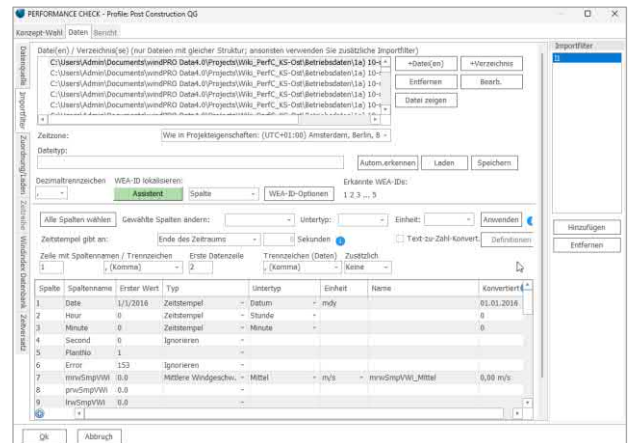 PERFORMANCE CHECK - Profile: Post Construction QG
Konzept-Wahl Daten Bericht
Datei(en) / Verzeichnis(se) (nur Dateien mit gleicher Struktur; ansonsten verwenden Sie zusätzliche Importfilter)
Importfilter
C:\Users\Admin\Documents\windPRO Data4.0\Projects\Wiki_PerfC_KS-Ost\Betriebsdaten\1a) 10-
C:\Users\Admin\Documents\windPRO Data4.0\Projects\Wiki_PerfC_KS-Ost\Betriebsdaten\1a) 10-
C:\Users\Admin\Documents\windPRO Data4.0\Projects\Wiki_PerfC_KS-Ost\Betriebsdaten\1a) 10-
C:\Users\Admin\Documents\windPRO Data4.0\Projects\Wiki_PerfC_KS-Ost\Betriebsdaten\1a) 10-
C:\Users\Admin\Documents\windPRO Data4.0\Projects\Wiki_PerfC_KS-Ost\Betriebsdaten\1a) 10-
+Datei(en) +Verzeichnis
Entfernen Bearb.
Datei zeigen
Datenquelle
Importfilter
Zuordnung/Laden
Zeitreihe
Windindex Datenbank
Zeitversatz
Zeitzone: Wie in Projekteigenschaften: (UTC+01:00) Amsterdam, Berlin, B
Dateityp:
Autom.erkennen Laden Speichern
Dezimaltrennzeichen WEA-ID lokalisieren: Erkannte WEA-IDs:
. Assistent Spalte WEA-ID-Optionen 1 2 3 ... 5
Alle Spalten wählen Gewählte Spalten ändern: Untertyp: Einheit: Anwenden
Zeitstempel gibt an: Ende des Zeitraums 0 Sekunden Text-zu-Zahl-Konvert. Definitionen
Zeile mit Spaltennamen / Trennzeichen Erste Datenzeile Trennzeichen (Daten) Zusätzlich
1 , (Komma) 2 , (Komma) Keine
Hinzufügen
Entfernen
Spalte Spaltenname Erster Wert Typ Untertyp Einheit Name Konvertiert
1 Date 1/1/2016 Zeitstempel Datum mdy 01.01.2016
2 Hour 0 Zeitstempel Stunde 0
3 Minute 0 Zeitstempel Minute 0
4 Second 0 Ignorieren
5 PlantNo 1
6 Error 153 Ignorieren
7 mrwSmpVWi 0.0 Mittlere Windgeschw. Mittel m/s mrwSmpVWi_Mittel 0,00 m/s
8 prwSmpVWi 0.0
9 lrwSmpVWi 0.0
Ok Abbruch